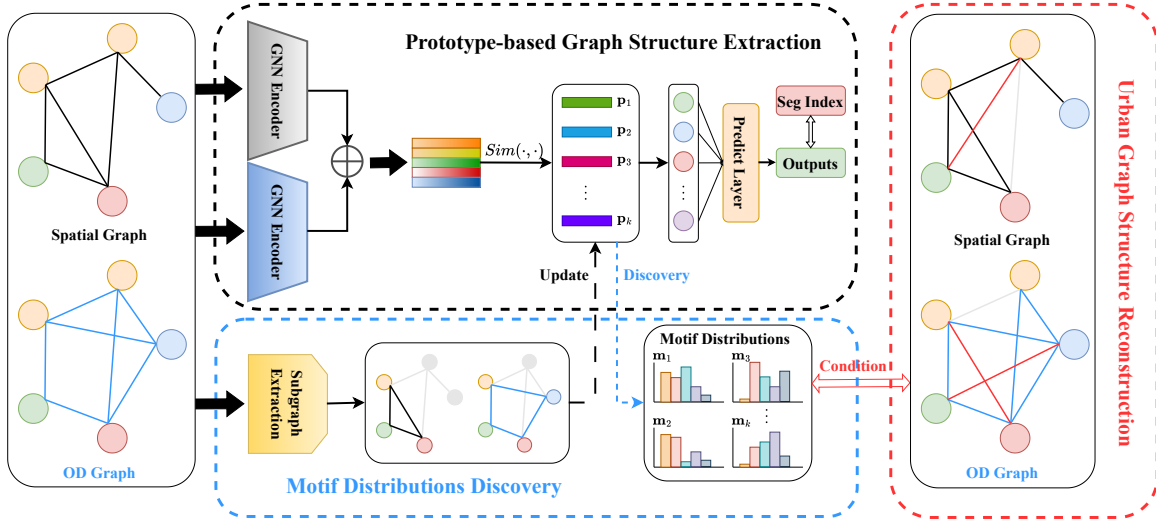 Spatial Graph
OD Graph
Prototype-based Graph Structure Extraction
GNN Encoder
GNN Encoder
Sim(·,·)
p1
p2
p3
⋮
pk
⋮
Predict Layer
Seg Index
Outputs
Update
Discovery
Subgraph
Extraction
Motif Distributions
m1
m3
⋮
m2
mk
Motif Distributions Discovery
Condition
Spatial Graph
OD Graph
Urban Graph Structure Reconstruction